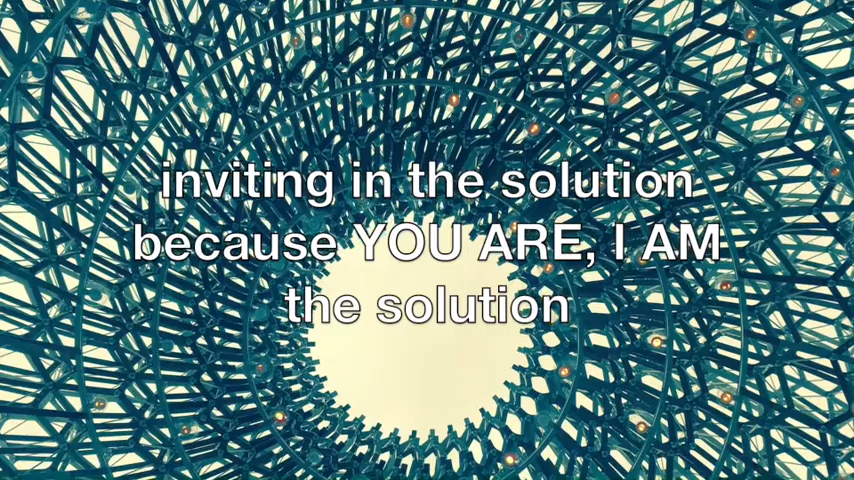 inviting in the solution
because YOU ARE, I AM
the solution